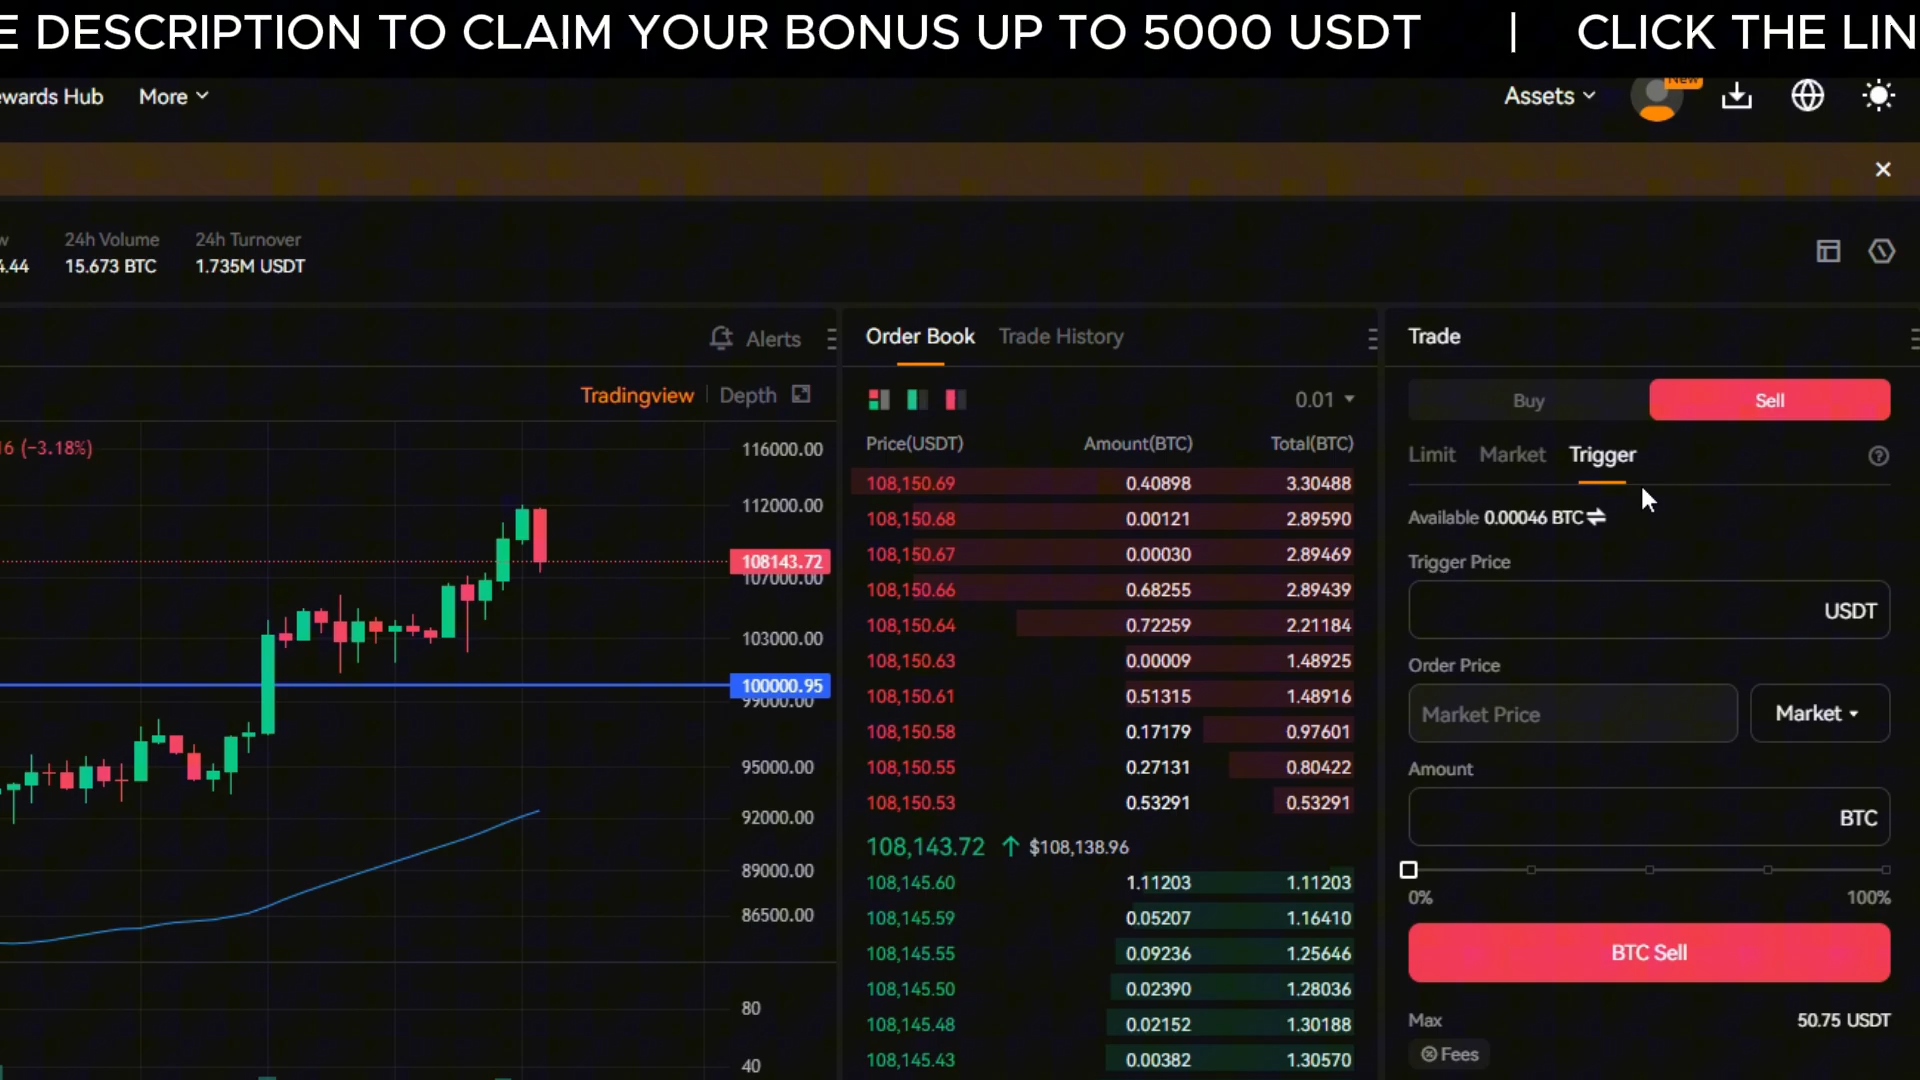 E DESCRIPTION TO CLAIM YOUR BONUS UP TO 5000 USDT | CLICK THE LIN
ewards Hub More Assets New
w 24h Volume 24h Turnover
4.44 15.673 BTC 1.735M USDT
Alerts
Tradingview Depth
16 (−3.18%)
116000.00
112000.00
108143.72
107000.00
103000.00
100000.95
99000.00
95000.00
92000.00
89000.00
86500.00
80
40
Order Book Trade History
0.01
Price(USDT) Amount(BTC) Total(BTC)
108,150.69 0.40898 3.30488
108,150.68 0.00121 2.89590
108,150.67 0.00030 2.89469
108,150.66 0.68255 2.89439
108,150.64 0.72259 2.21184
108,150.63 0.00009 1.48925
108,150.61 0.51315 1.48916
108,150.58 0.17179 0.97601
108,150.55 0.27131 0.80422
108,150.53 0.53291 0.53291
108,143.72 ↑ $108,138.96
108,145.60 1.11203 1.11203
108,145.59 0.05207 1.16410
108,145.55 0.09236 1.25646
108,145.50 0.02390 1.28036
108,145.48 0.02152 1.30188
108,145.43 0.00382 1.30570
Trade
Buy Sell
Limit Market Trigger
Available 0.00046 BTC
Trigger Price
USDT
Order Price
Market Price Market
Amount
BTC
0% 100%
BTC Sell
Max 50.75 USDT
Fees